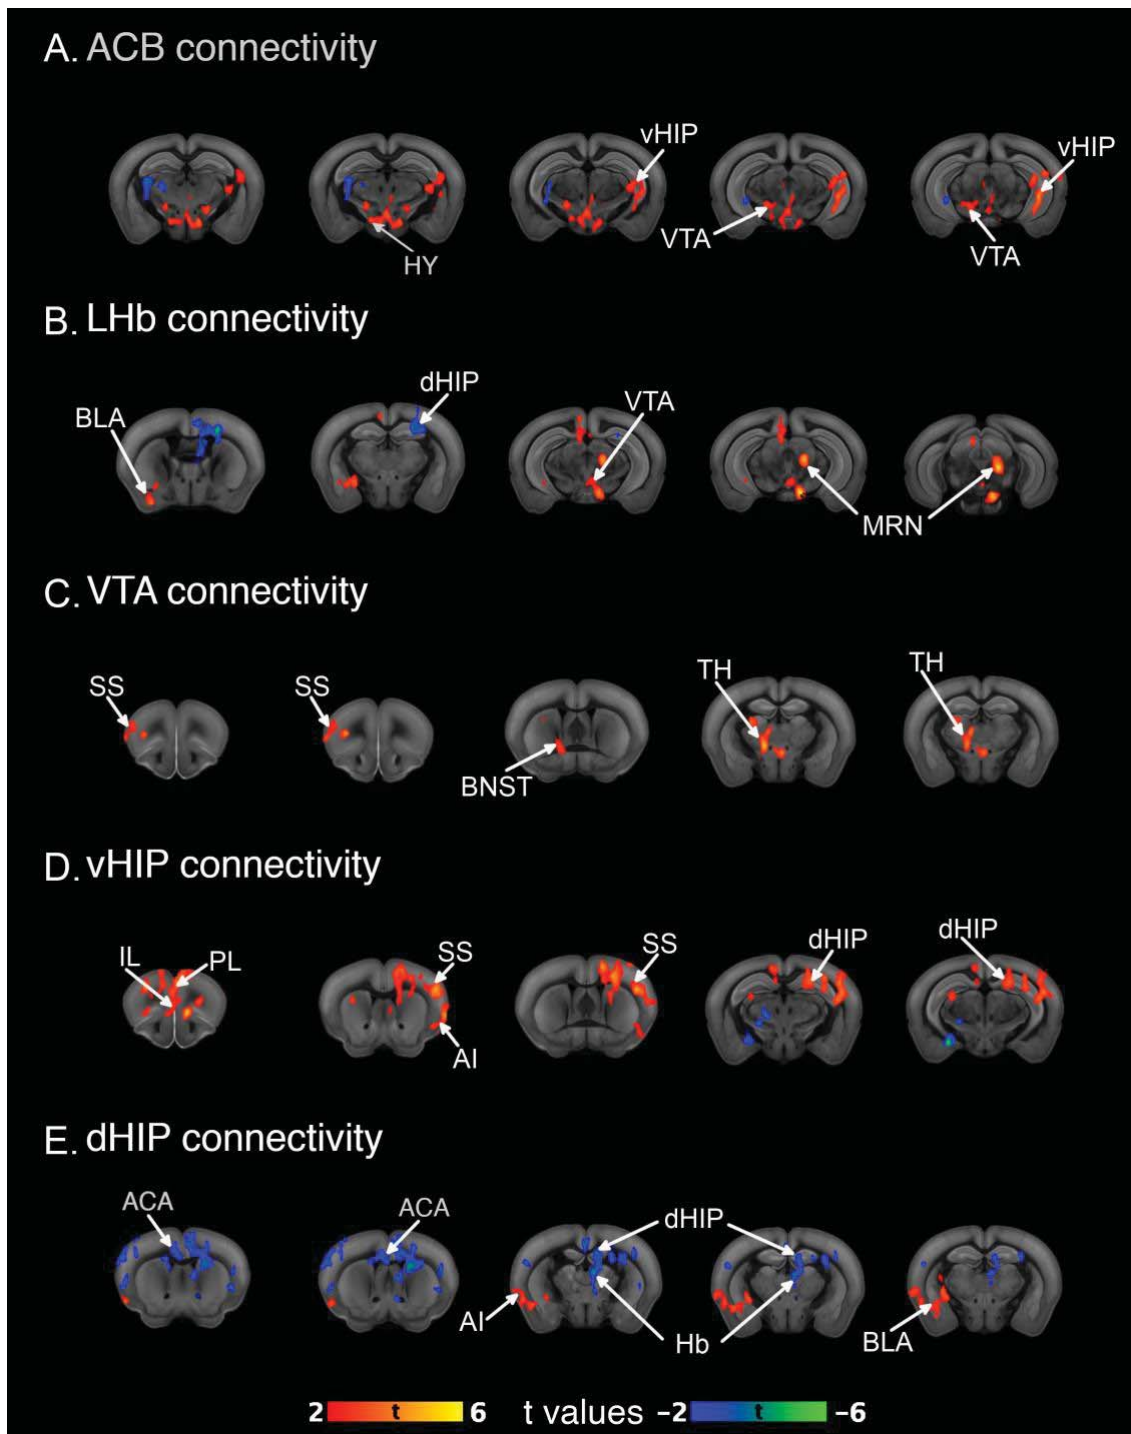 A. ACB connectivity
vHIP
vHIP
VTA
VTA
HY
B. LHb connectivity
dHIP
VTA
BLA
MRN
C. VTA connectivity
TH
TH
SS
SS
BNST
D. vHIP connectivity
IL
PL
SS
SS
dHIP
dHIP
AI
E. dHIP connectivity
ACA
ACA
dHIP
AI
Hb
BLA
2 t 6 t values −2 t −6